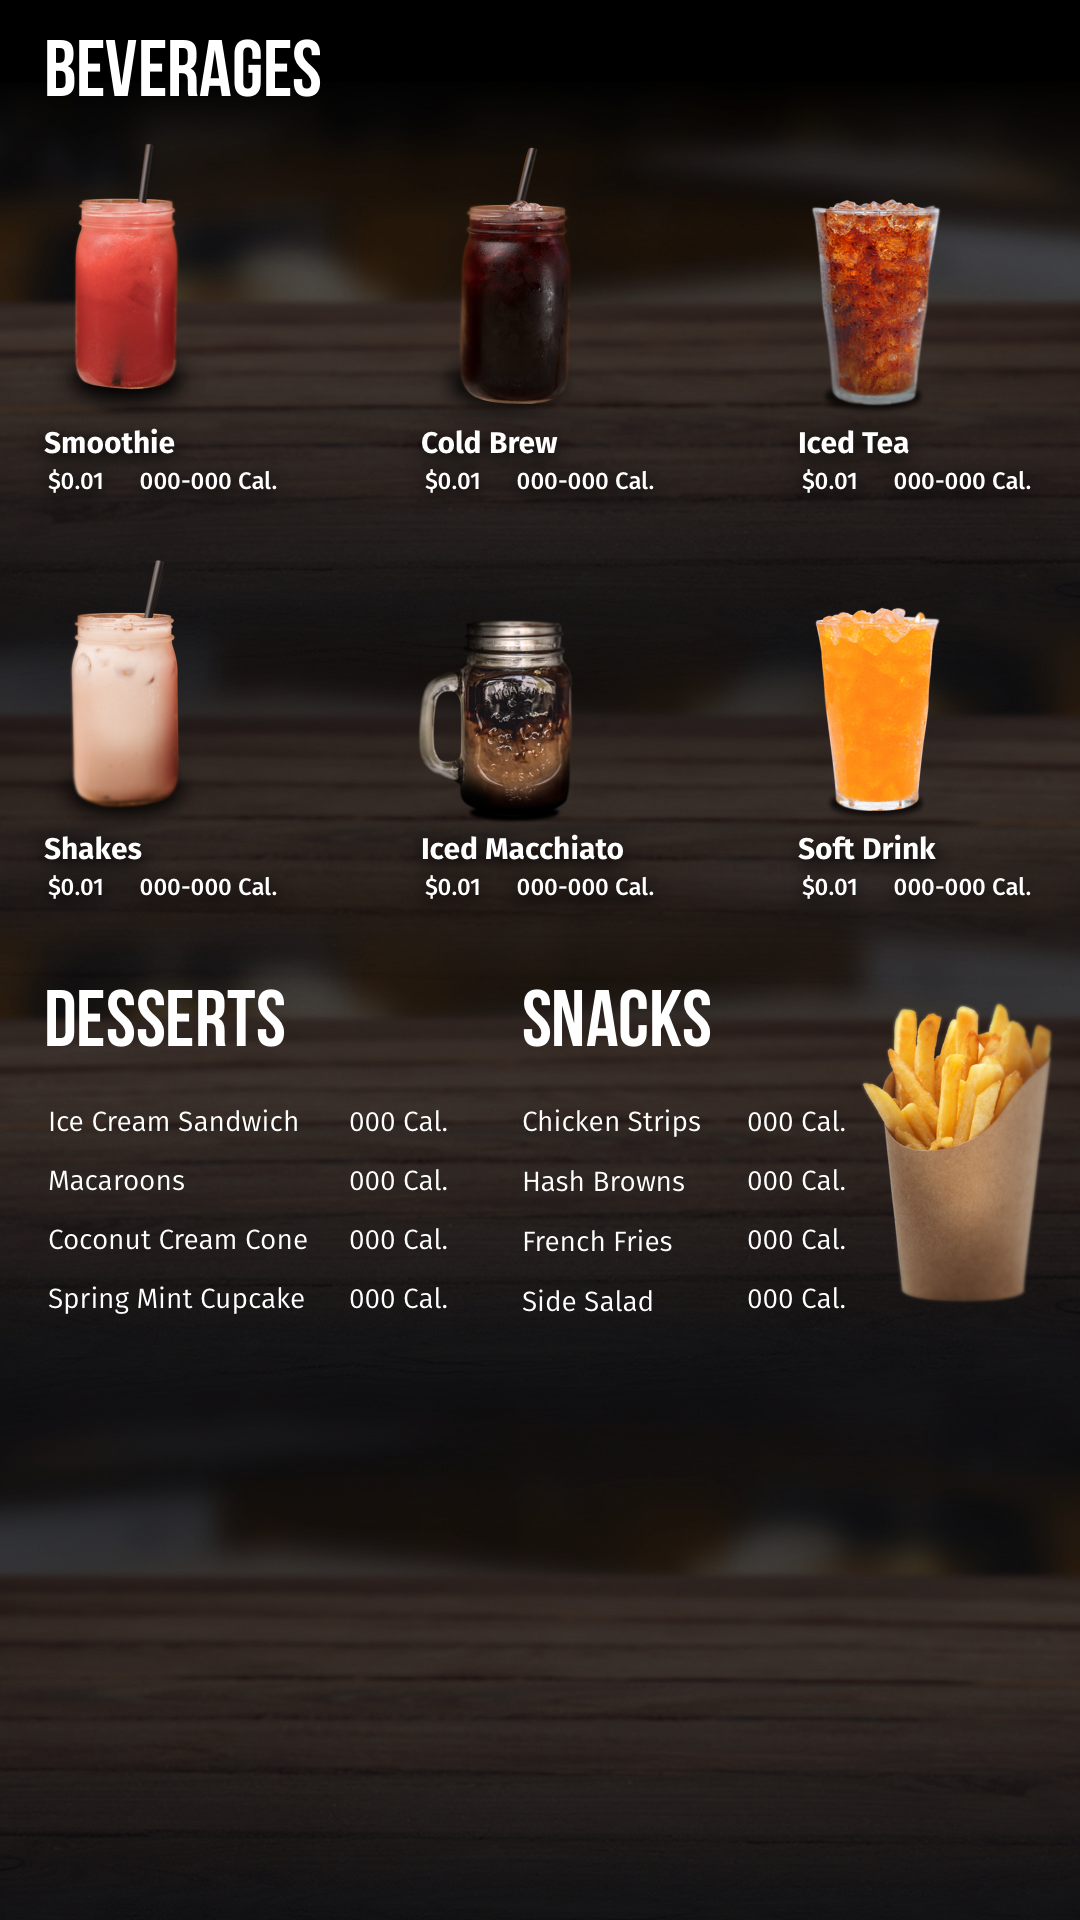 BEVERAGES
Smoothie
$0.01 000-000 Cal.
Cold Brew
$0.01 000-000 Cal.
Iced Tea
$0.01 000-000 Cal.
Shakes
$0.01 000-000 Cal.
Iced Macchiato
$0.01 000-000 Cal.
Soft Drink
$0.01 000-000 Cal.
DESSERTS
Ice Cream Sandwich 000 Cal.
Macaroons 000 Cal.
Coconut Cream Cone 000 Cal.
Spring Mint Cupcake 000 Cal.
SNACKS
Chicken Strips 000 Cal.
Hash Browns 000 Cal.
French Fries 000 Cal.
Side Salad 000 Cal.